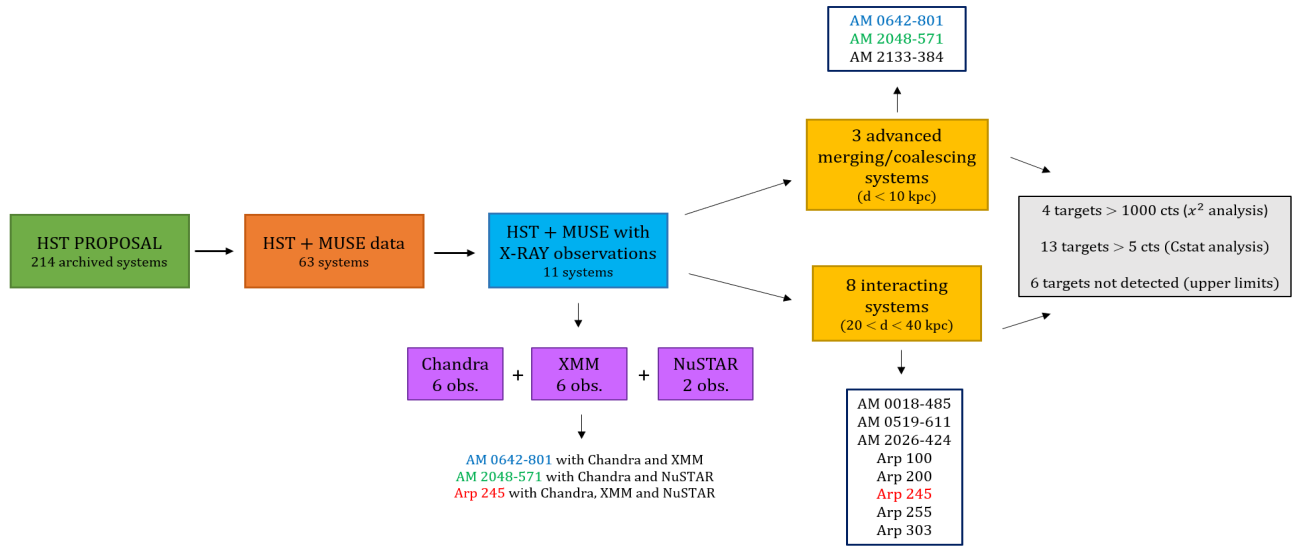 AM 0642-801
AM 2048-571
AM 2133-384
3 advanced
merging/coalescing
systems
(d < 10 kpc)
HST PROPOSAL
214 archived systems
HST + MUSE data
63 systems
HST + MUSE with
X-RAY observations
11 systems
4 targets > 1000 cts (𝑥² analysis)
13 targets > 5 cts (Cstat analysis)
6 targets not detected (upper limits)
8 interacting
systems
(20 < d < 40 kpc)
Chandra
6 obs.
+
XMM
6 obs.
+
NuSTAR
2 obs.
AM 0642-801 with Chandra and XMM
AM 2048-571 with Chandra and NuSTAR
Arp 245 with Chandra, XMM and NuSTAR
AM 0018-485
AM 0519-611
AM 2026-424
Arp 100
Arp 200
Arp 245
Arp 255
Arp 303